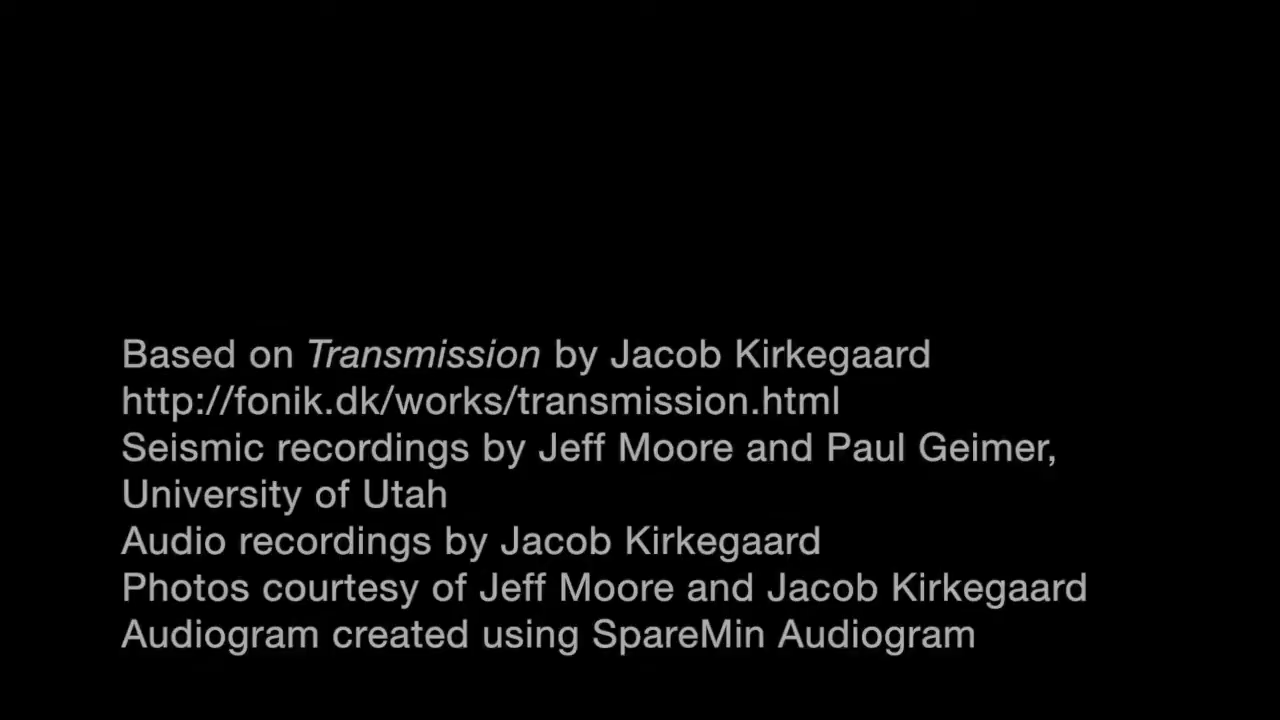 Based on Transmission by Jacob Kirkegaard
http://fonik.dk/works/transmission.html
Seismic recordings by Jeff Moore and Paul Geimer,
University of Utah
Audio recordings by Jacob Kirkegaard
Photos courtesy of Jeff Moore and Jacob Kirkegaard
Audiogram created using SpareMin Audiogram